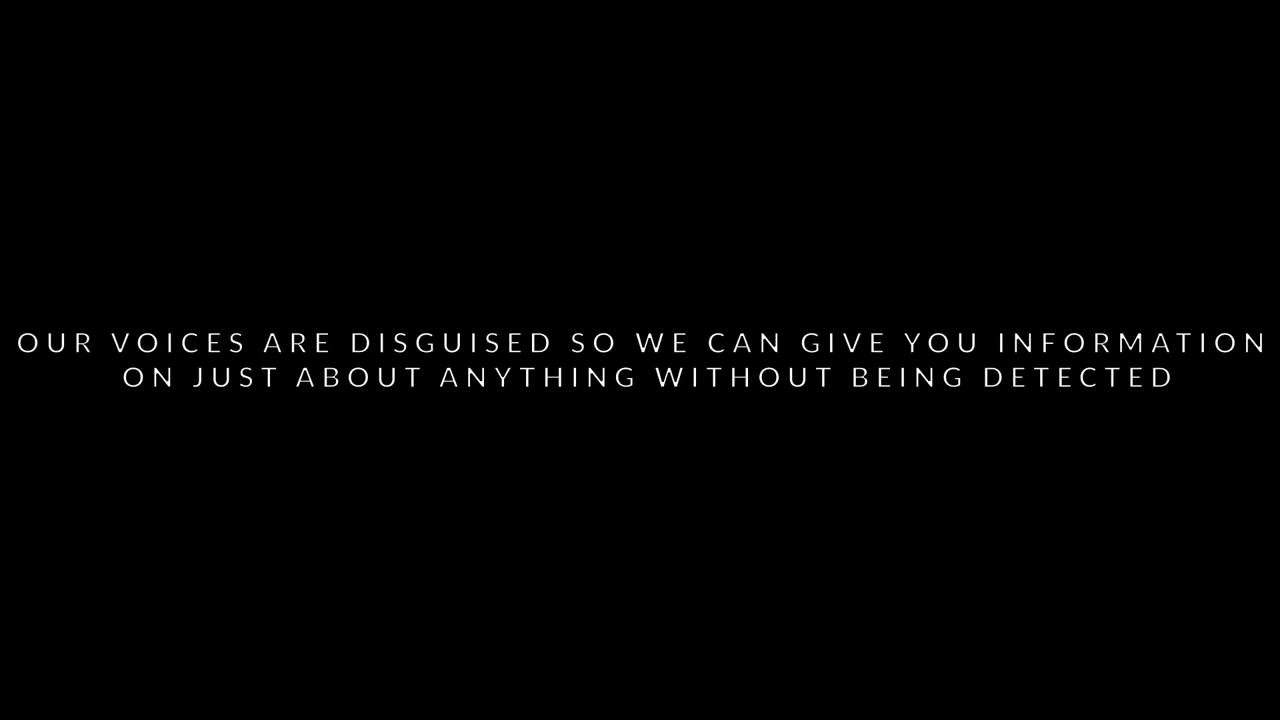 OUR VOICES ARE DISGUISED SO WE CAN GIVE YOU INFORMATION
ON JUST ABOUT ANYTHING WITHOUT BEING DETECTED